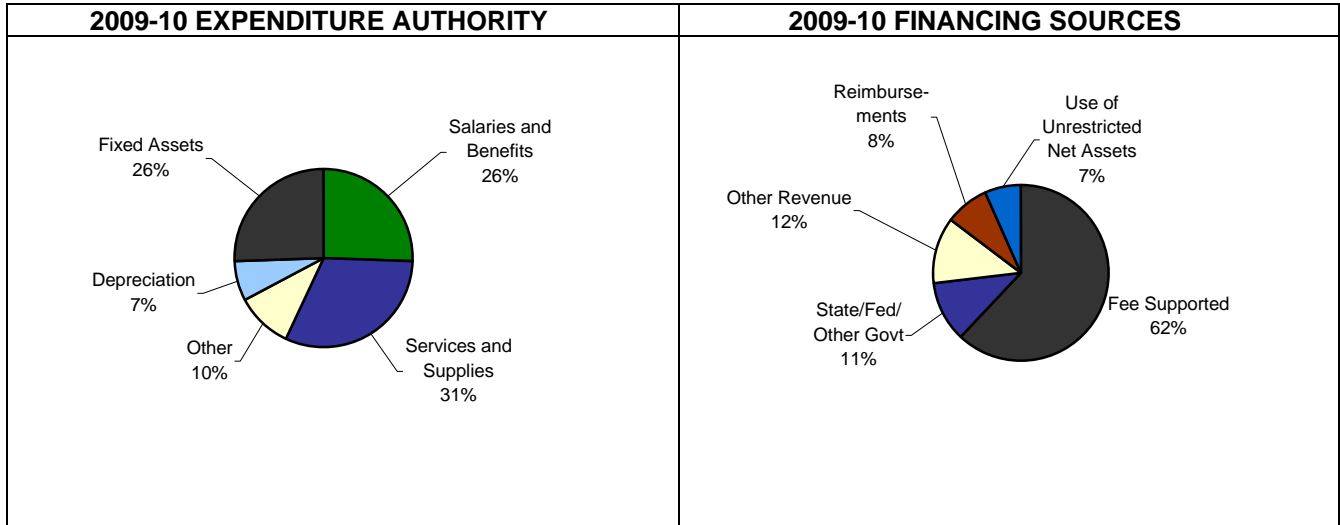 2009-10 EXPENDITURE AUTHORITY
Fixed Assets
26%
Salaries and
Benefits
26%
Depreciation
7%
Other
10%
Services and
Supplies
31%
2009-10 FINANCING SOURCES
Reimburse-
ments
8%
Use of
Unrestricted
Net Assets
7%
Other Revenue
12%
State/Fed/
Other Govt
11%
Fee Supported
62%